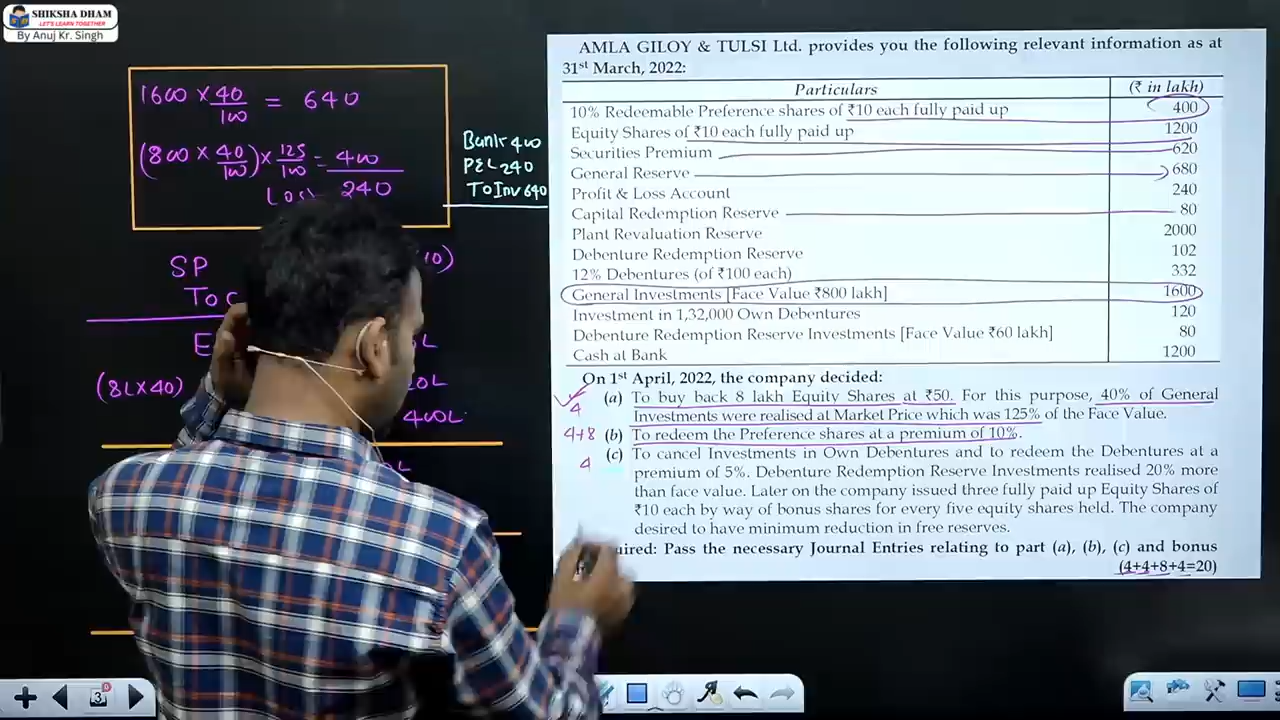 SHIKSHA DHAM
-LET'S LEARN TOGETHER-
By Anuj Kr. Singh
1600 × 40/100 = 640
(800 × 40/100) × 125/100 = 400
Loss 240
Bank 400
P&L 240
To Inv 640
SP
10)
To C
E
L
(8L×40)
0L
400L
0L
AMLA GILOY & TULSI Ltd. provides you the following relevant information as at
31st March, 2022:
Particulars (₹ in lakh)
10% Redeemable Preference shares of ₹10 each fully paid up 400
Equity Shares of ₹10 each fully paid up 1200
Securities Premium 620
General Reserve 680
Profit & Loss Account 240
Capital Redemption Reserve 80
Plant Revaluation Reserve 2000
Debenture Redemption Reserve 102
12% Debentures (of ₹100 each) 332
General Investments [Face Value ₹800 lakh] 1600
Investment in 1,32,000 Own Debentures 120
Debenture Redemption Reserve Investments [Face Value ₹60 lakh] 80
Cash at Bank 1200
On 1st April, 2022, the company decided:
4 (a) To buy back 8 lakh Equity Shares at ₹50. For this purpose, 40% of General
Investments were realised at Market Price which was 125% of the Face Value.
4+8 (b) To redeem the Preference shares at a premium of 10%.
4 (c) To cancel Investments in Own Debentures and to redeem the Debentures at a
premium of 5%. Debenture Redemption Reserve Investments realised 20% more
than face value. Later on the company issued three fully paid up Equity Shares of
₹10 each by way of bonus shares for every five equity shares held. The company
desired to have minimum reduction in free reserves.
uired: Pass the necessary Journal Entries relating to part (a), (b), (c) and bonus
(4+4+8+4=20)
3